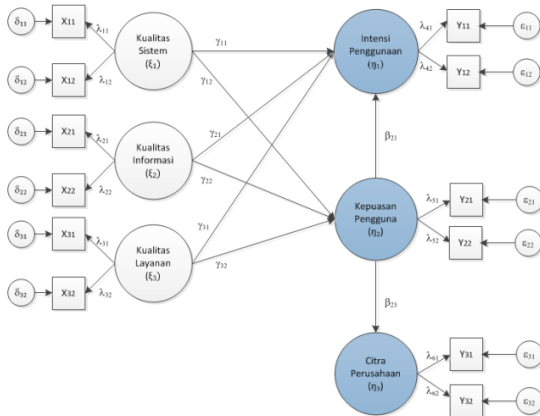 δ11
X11
λ11
δ12
X12
λ12
Kualitas
Sistem
(ξ1)
δ21
X21
λ21
δ22
X22
λ22
Kualitas
Informasi
(ξ2)
δ31
X31
λ31
δ32
X32
λ32
Kualitas
Layanan
(ξ3)
γ11
γ12
γ21
γ22
γ31
γ32
Intensi
Penggunaan
(η1)
λ41
Y11
ε11
λ42
Y12
ε12
β21
Kepuasan
Pengguna
(η2)
λ51
Y21
ε21
λ52
Y22
ε22
β23
Citra
Perusahaan
(η3)
λ61
Y31
ε31
λ62
Y32
ε32